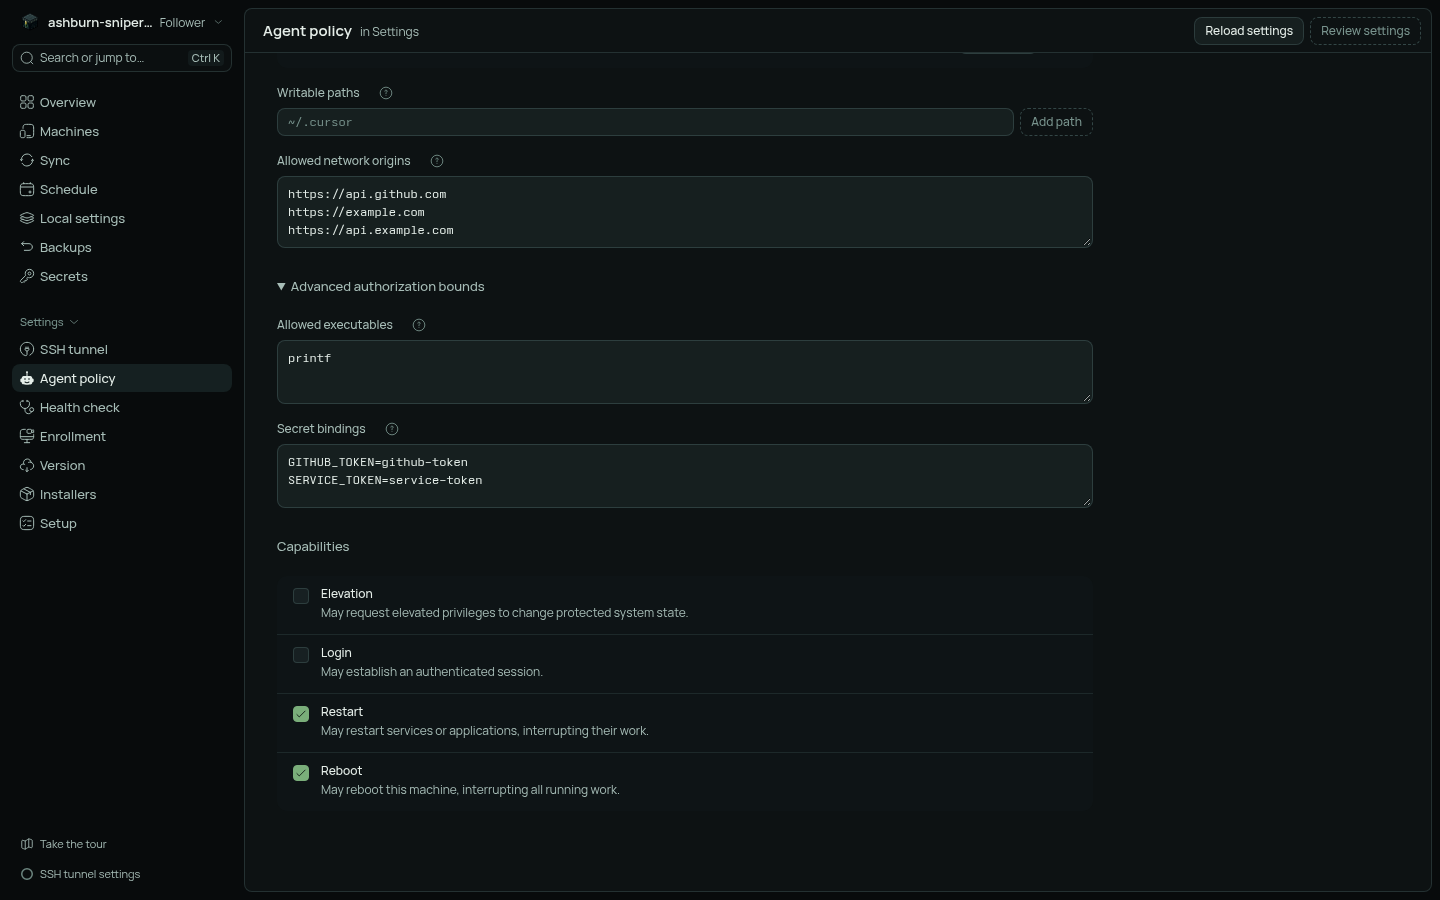 ashburn-sniper... Follower
Search or jump to... Ctrl K
Overview
Machines
Sync
Schedule
Local settings
Backups
Secrets
Settings
SSH tunnel
Agent policy
Health check
Enrollment
Version
Installers
Setup
Take the tour
SSH tunnel settings
Agent policy in Settings
Reload settings
Review settings
Writable paths
~/.cursor
Add path
Allowed network origins
https://api.github.com
https://example.com
https://api.example.com
Advanced authorization bounds
Allowed executables
printf
Secret bindings
GITHUB_TOKEN=github-token
SERVICE_TOKEN=service-token
Capabilities
Elevation
May request elevated privileges to change protected system state.
Login
May establish an authenticated session.
Restart
May restart services or applications, interrupting their work.
Reboot
May reboot this machine, interrupting all running work.